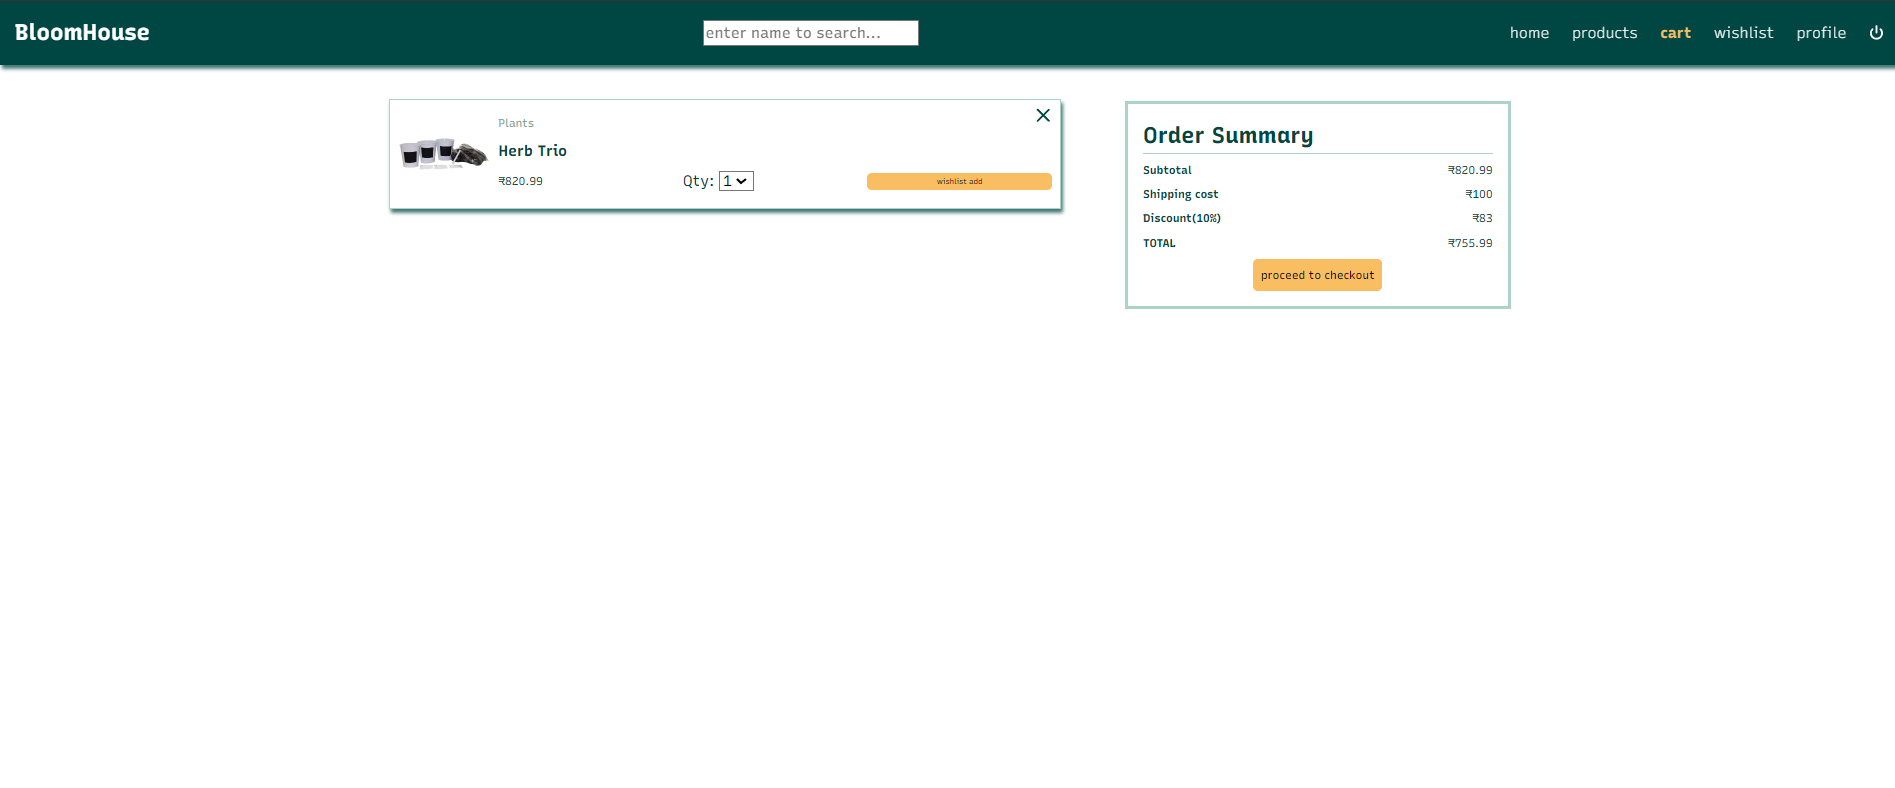 BloomHouse
enter name to search...
home products cart wishlist profile
Plants
Herb Trio
₹820.99 Qty: 1 wishlist add
Order Summary
Subtotal ₹820.99
Shipping cost ₹100
Discount(10%) ₹83
TOTAL ₹755.99
proceed to checkout